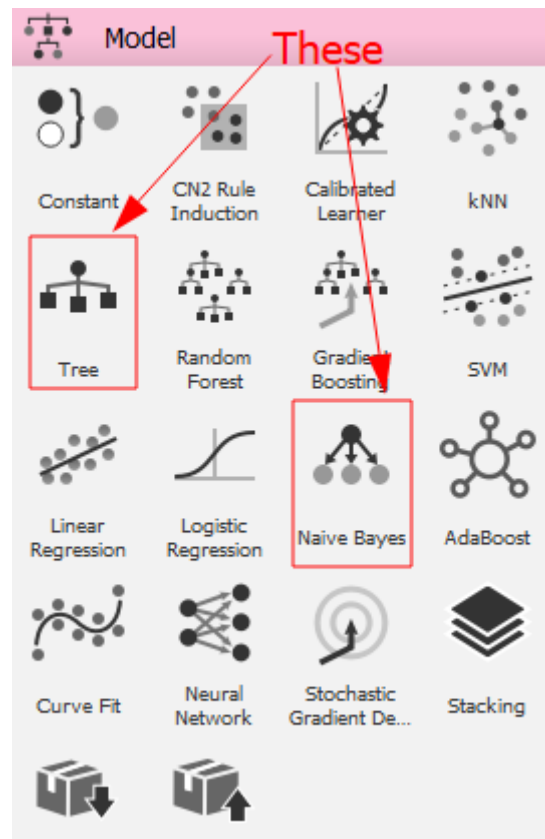 Model
These
Constant
CN2 Rule
Induction
Calibrated
Learner
kNN
Tree
Random
Forest
Gradient
Boosting
SVM
Linear
Regression
Logistic
Regression
Naive Bayes
AdaBoost
Curve Fit
Neural
Network
Stochastic
Gradient De...
Stacking